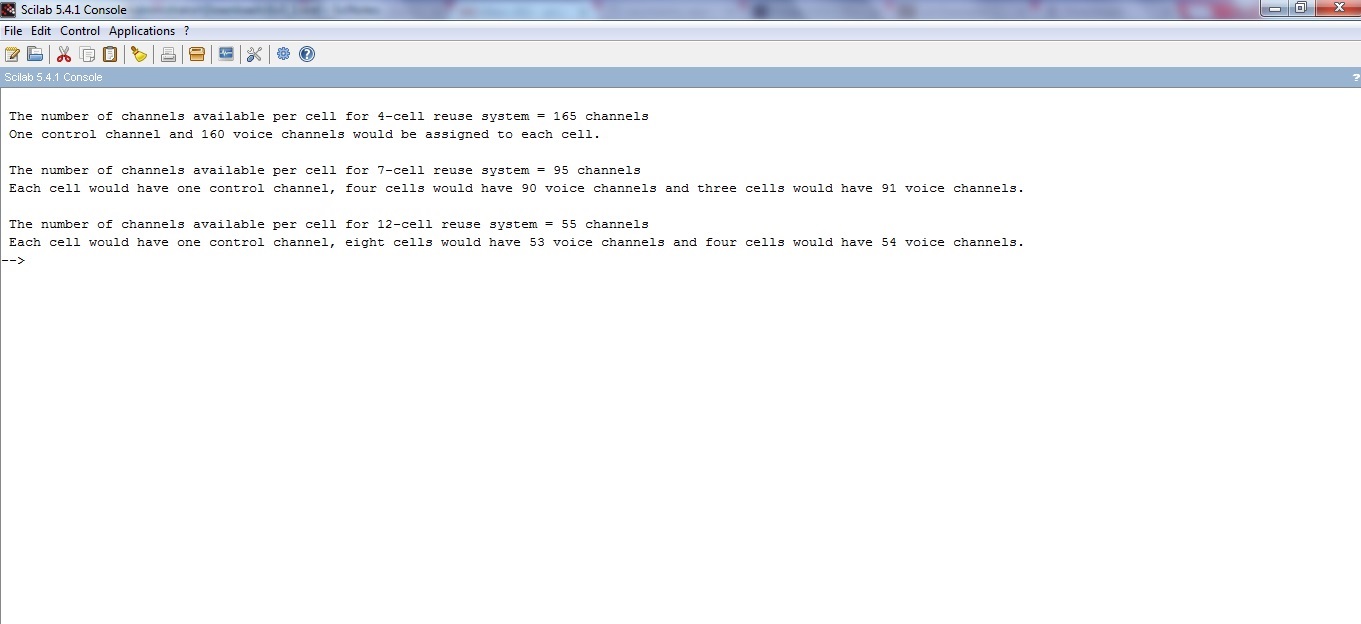 Scilab 5.4.1 Console
File Edit Control Applications ?
Scilab 5.4.1 Console ?
The number of channels available per cell for 4-cell reuse system = 165 channels
One control channel and 160 voice channels would be assigned to each cell.
The number of channels available per cell for 7-cell reuse system = 95 channels
Each cell would have one control channel, four cells would have 90 voice channels and three cells would have 91 voice channels.
The number of channels available per cell for 12-cell reuse system = 55 channels
Each cell would have one control channel, eight cells would have 53 voice channels and four cells would have 54 voice channels.
-->